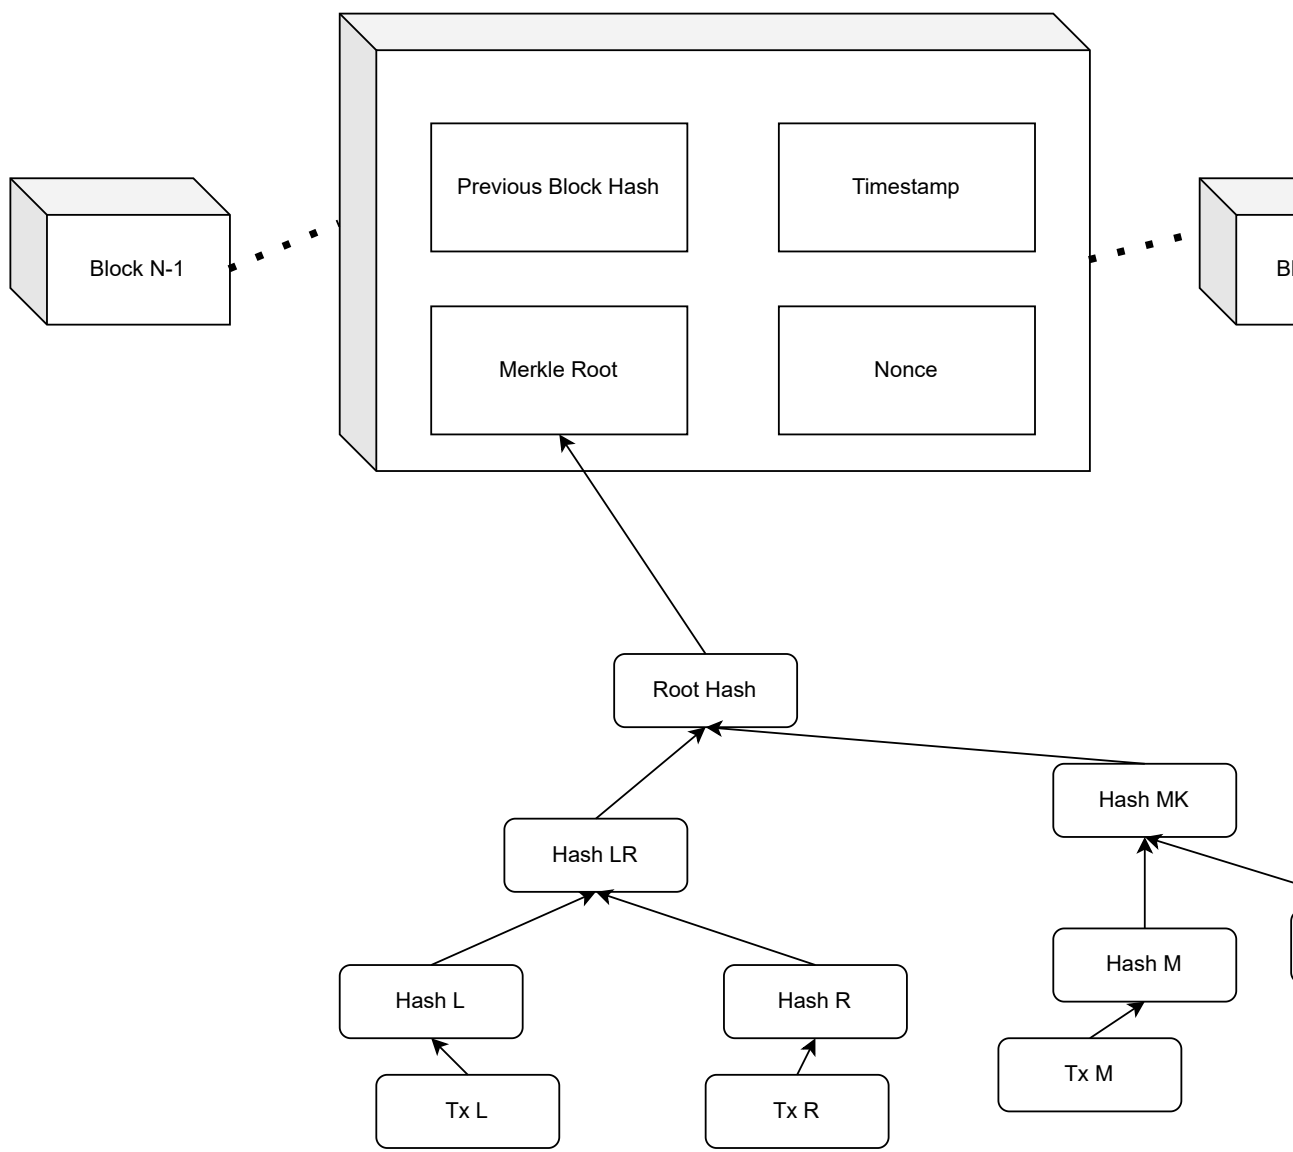 Previous Block Hash
Timestamp
Block N-1
Merkle Root
Nonce
Root Hash
Hash MK
Hash LR
Hash M
Hash L
Hash R
Tx M
Tx L
Tx R